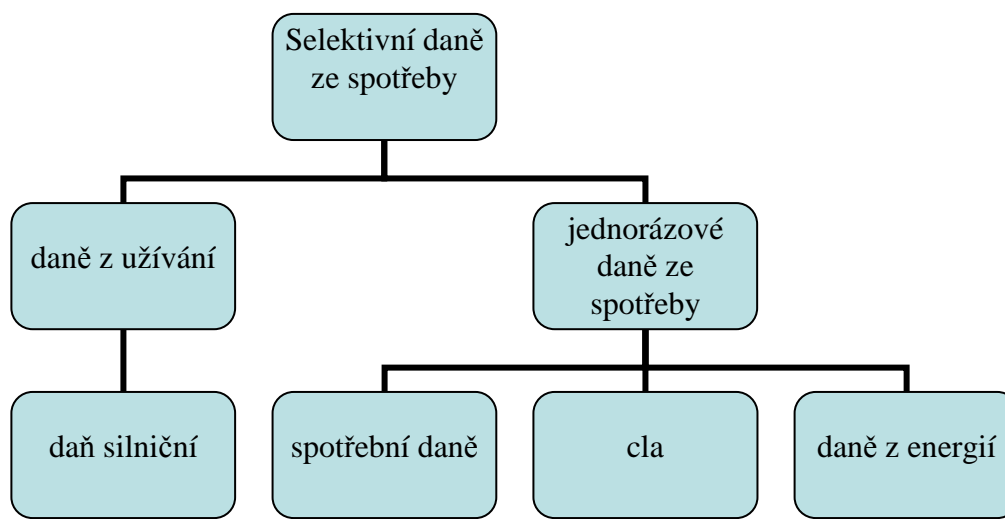 Selektivní daně
ze spotřeby
daně z užívání
jednorázové
daně ze
spotřeby
daň silniční
spotřební daně
cla
daně z energií